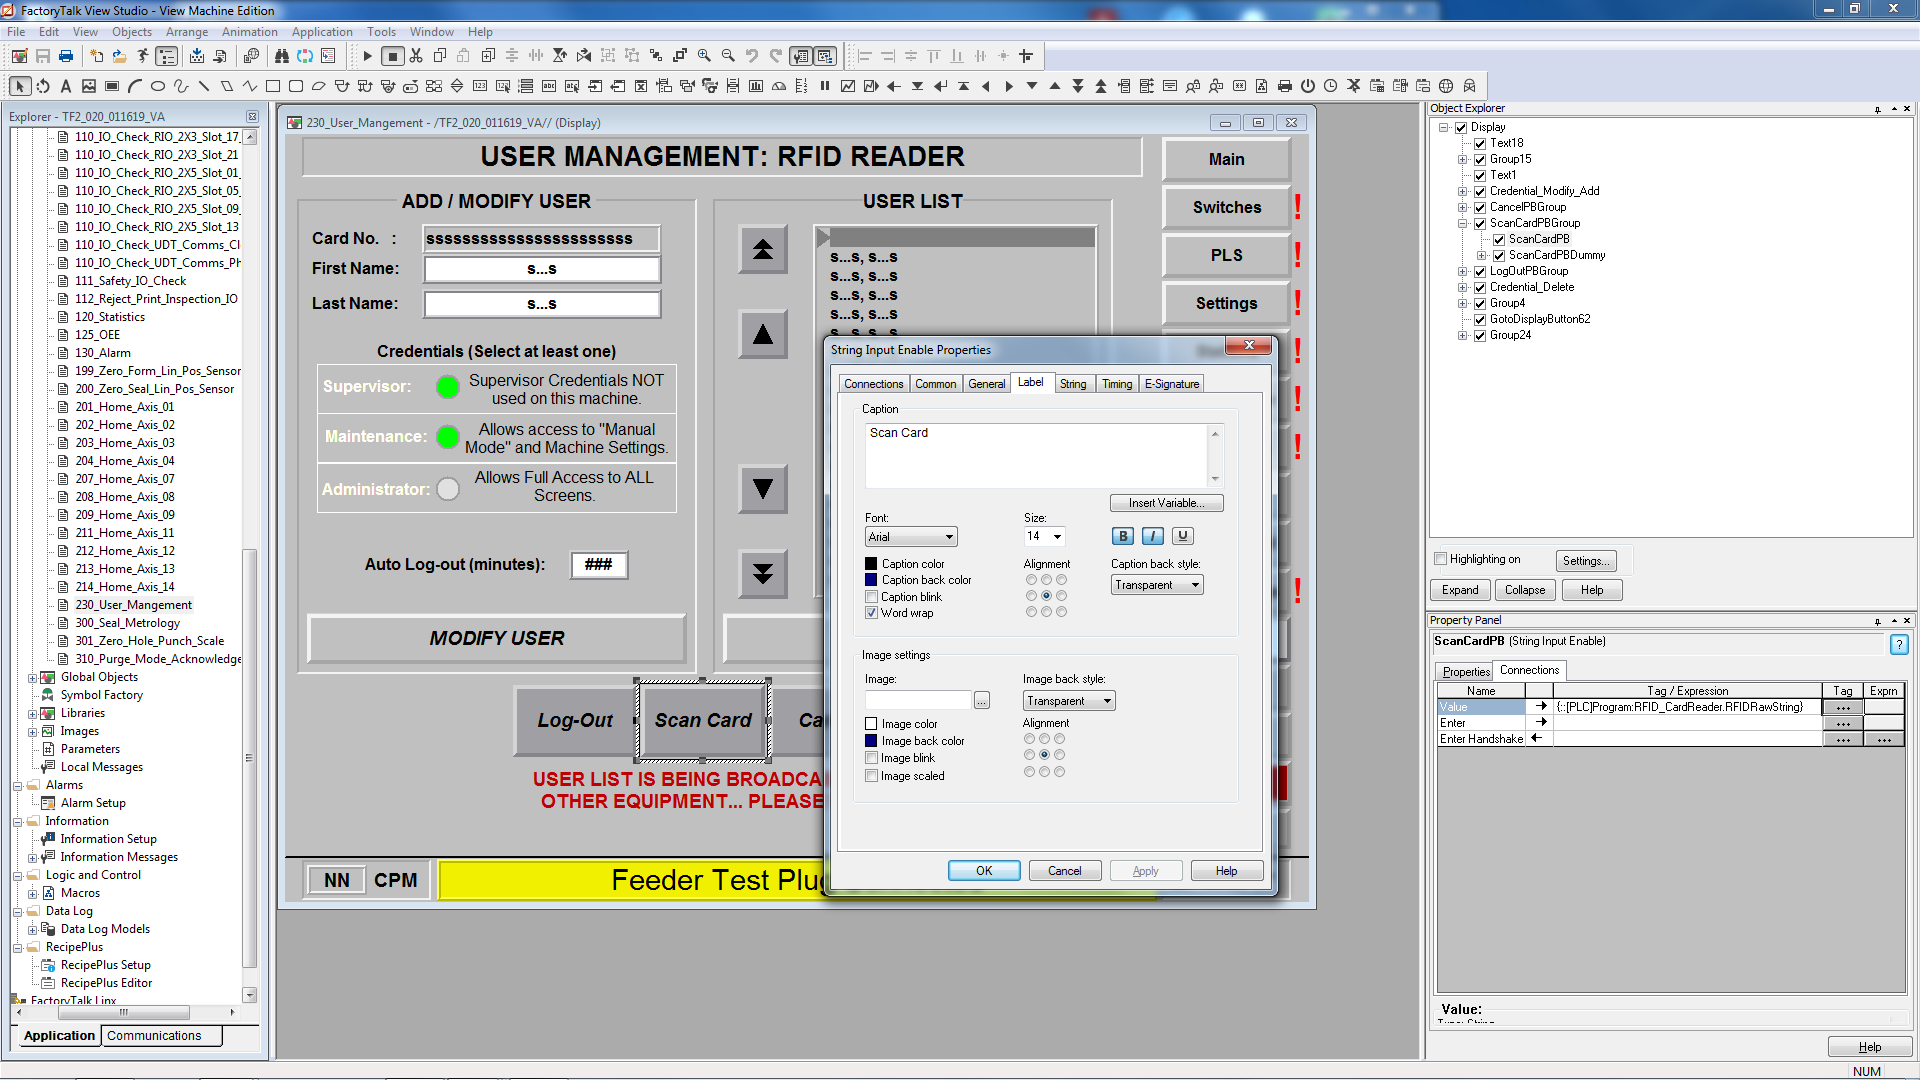 FactoryTalk View Studio - View Machine Edition
File Edit View Objects Arrange Animation Application Tools Window Help
Explorer - TF2_020_011619_VA
110_IO_Check_RIO_2X3_Slot_17_
110_IO_Check_RIO_2X3_Slot_21
110_IO_Check_RIO_2X5_Slot_01_
110_IO_Check_RIO_2X5_Slot_05_
110_IO_Check_RIO_2X5_Slot_09_
110_IO_Check_RIO_2X5_Slot_13
110_IO_Check_UDT_Comms_Cl
110_IO_Check_UDT_Comms_Ph
111_Safety_IO_Check
112_Reject_Print_Inspection_IO
120_Statistics
125_OEE
130_Alarm
199_Zero_Form_Lin_Pos_Sensor
200_Zero_Seal_Lin_Pos_Sensor
201_Home_Axis_01
202_Home_Axis_02
203_Home_Axis_03
204_Home_Axis_04
207_Home_Axis_07
208_Home_Axis_08
209_Home_Axis_09
211_Home_Axis_11
212_Home_Axis_12
213_Home_Axis_13
214_Home_Axis_14
230_User_Mangement
300_Seal_Metrology
301_Zero_Hole_Punch_Scale
310_Purge_Mode_Acknowledge
Global Objects
Symbol Factory
Libraries
Images
Parameters
Local Messages
Alarms
Alarm Setup
Information
Information Setup
Information Messages
Logic and Control
Macros
Data Log
Data Log Models
RecipePlus
RecipePlus Setup
RecipePlus Editor
FactoryTalk Linx
Application Communications
230_User_Mangement - /TF2_020_011619_VA// (Display)
USER MANAGEMENT: RFID READER
Main
Switches !
PLS !
Settings !
!
!
!
!
ADD / MODIFY USER
Card No. : sssssssssssssssssssssss
First Name: s...s
Last Name: s...s
Credentials (Select at least one)
Supervisor: Supervisor Credentials NOT
used on this machine.
Maintenance: Allows access to "Manual
Mode" and Machine Settings.
Administrator: Allows Full Access to ALL
Screens.
Auto Log-out (minutes): ###
MODIFY USER
USER LIST
s...s, s...s
s...s, s...s
s...s, s...s
s...s, s...s
s...s, s...s
Log-Out Scan Card Ca
USER LIST IS BEING BROADCA
OTHER EQUIPMENT... PLEASE
NN CPM
Feeder Test Plu
String Input Enable Properties
Connections Common General Label String Timing E-Signature
Caption
Scan Card
Insert Variable...
Font: Size:
Arial 14 B I U
Caption color Alignment Caption back style:
Caption back color Transparent
Caption blink
Word wrap
Image settings
Image: Image back style:
... Transparent
Image color Alignment
Image back color
Image blink
Image scaled
OK Cancel Apply Help
Object Explorer
Display
Text18
Group15
Text1
Credential_Modify_Add
CancelPBGroup
ScanCardPBGroup
ScanCardPB
ScanCardPBDummy
LogOutPBGroup
Credential_Delete
Group4
GotoDisplayButton62
Group24
Highlighting on Settings...
Expand Collapse Help
Property Panel
ScanCardPB (String Input Enable) ?
Properties Connections
Name Tag / Expression Tag Exprn
Value {::[PLC]Program:RFID_CardReader.RFIDRawString} ...
Enter ...
Enter Handshake ... ...
Value:
Type: String
Help
NUM